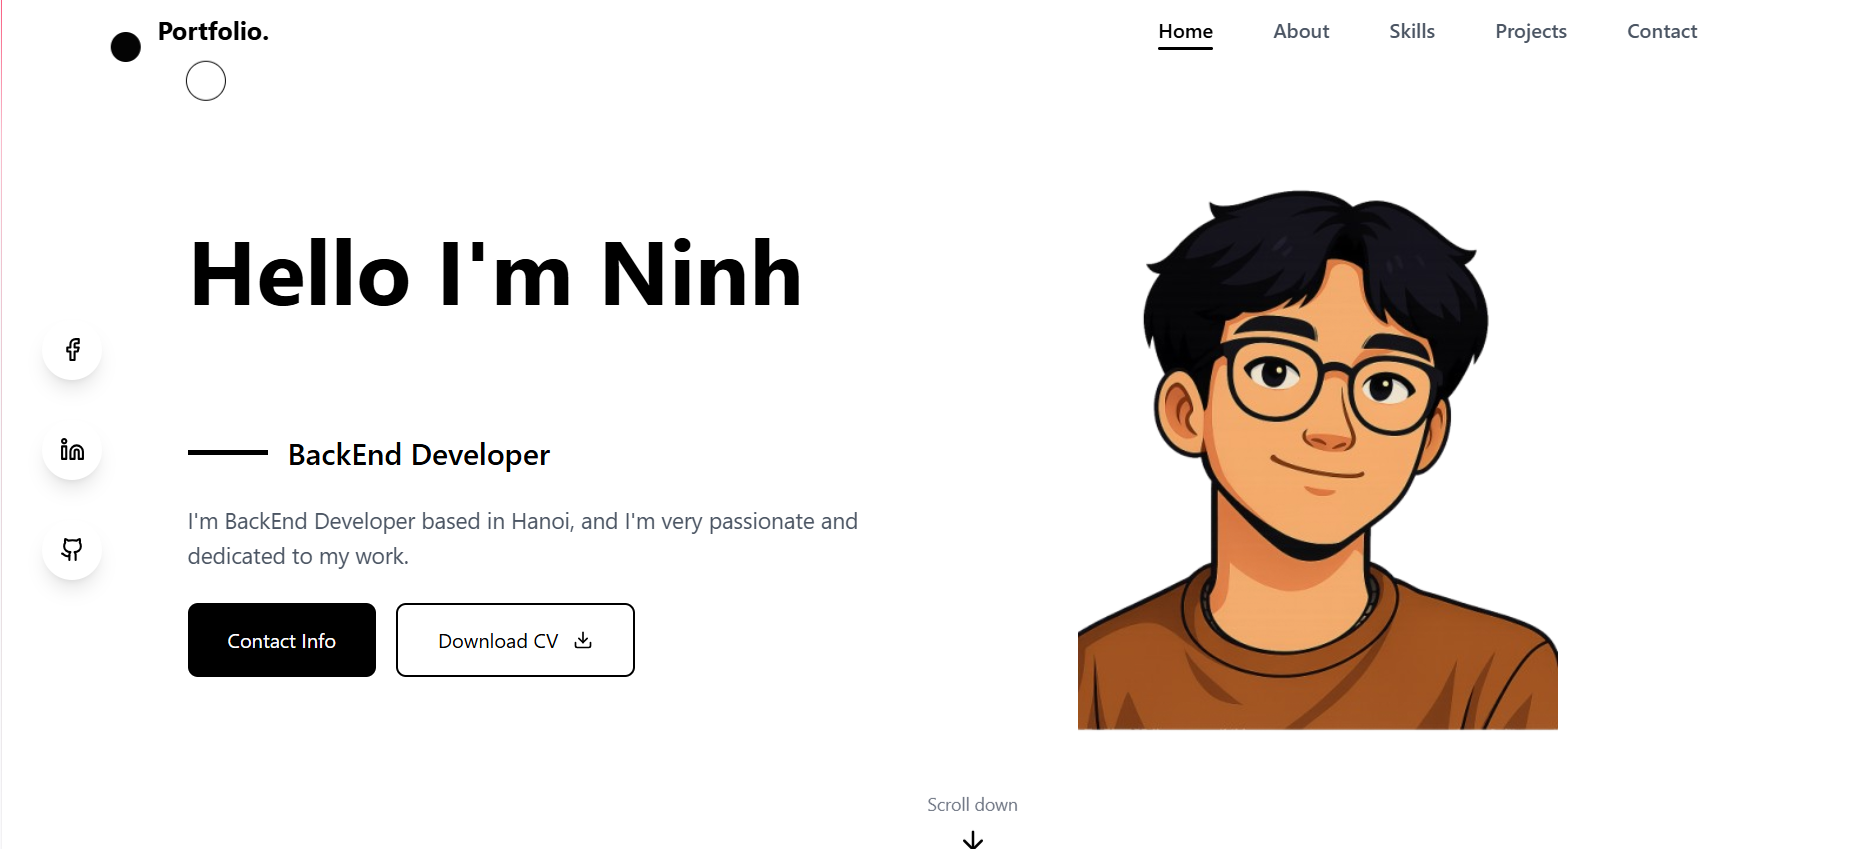 Portfolio.
Home
About
Skills
Projects
Contact
Hello I'm Ninh
BackEnd Developer
I'm BackEnd Developer based in Hanoi, and I'm very passionate and
dedicated to my work.
Contact Info
Download CV
Scroll down